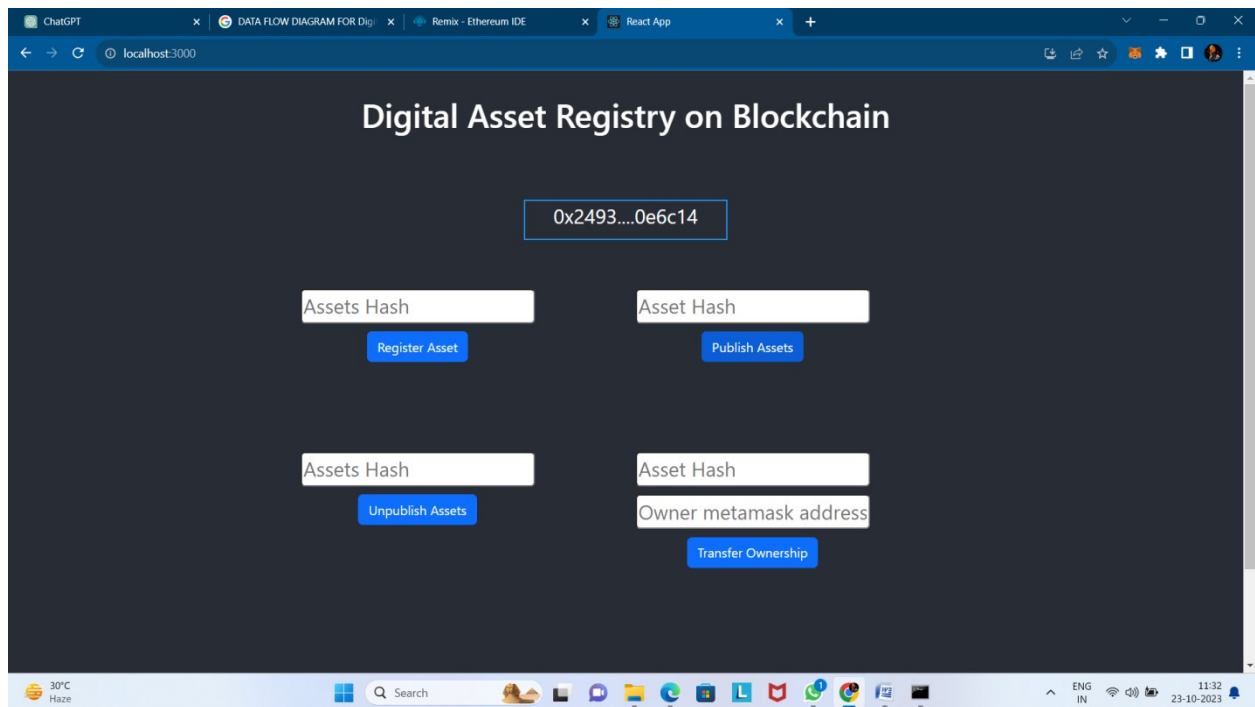 ChatGPT
DATA FLOW DIAGRAM FOR Digi
Remix - Ethereum IDE
React App
localhost:3000
Digital Asset Registry on Blockchain
0x2493....0e6c14
Assets Hash
Asset Hash
Register Asset
Publish Assets
Assets Hash
Asset Hash
Unpublish Assets
Owner metamask address
Transfer Ownership
30°C
Haze
Search
1
ENG
IN
11:32
23-10-2023